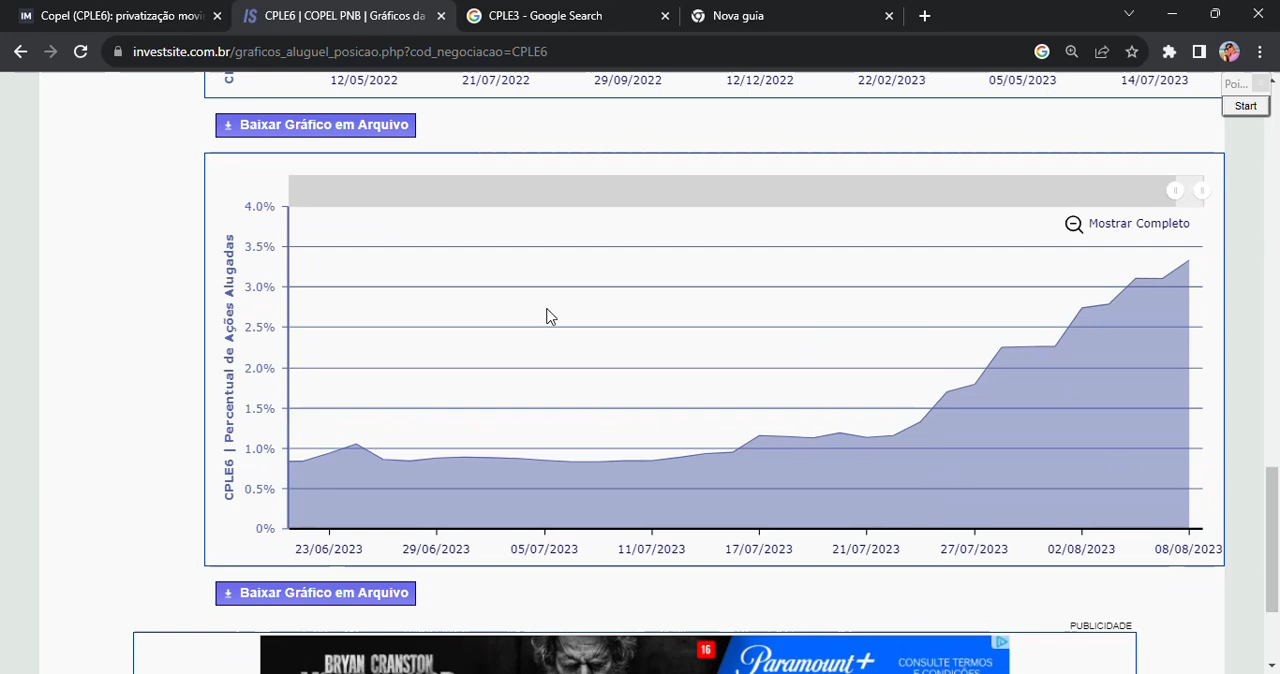 Copel (CPLE6): privatização movi
CPLE6 | COPEL PNB | Gráficos da
CPLE3 - Google Search
Nova guia
investsite.com.br/graficos_aluguel_posicao.php?cod_negociacao=CPLE6
Poi...
Start
12/05/2022 21/07/2022 29/09/2022 12/12/2022 22/02/2023 05/05/2023 14/07/2023
Baixar Gráfico em Arquivo
Mostrar Completo
CPLE6 | Percentual de Ações Alugadas
4.0%
3.5%
3.0%
2.5%
2.0%
1.5%
1.0%
0.5%
0%
23/06/2023 29/06/2023 05/07/2023 11/07/2023 17/07/2023 21/07/2023 27/07/2023 02/08/2023 08/08/2023
Baixar Gráfico em Arquivo
PUBLICIDADE
BRYAN CRANSTON
16
Paramount+
CONSULTE TERMOS
E CONDIÇÕES